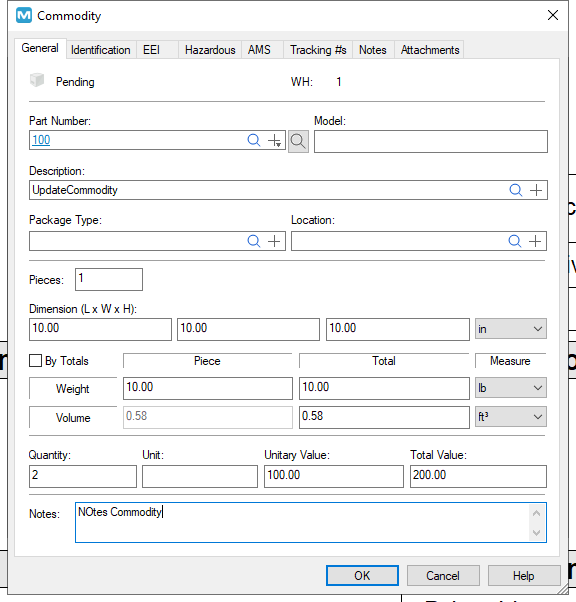 Commodity
General Identification EEI Hazardous AMS Tracking #s Notes Attachments
Pending WH: 1
Part Number: Model:
100
Description:
UpdateCommodity
Package Type: Location:
Pieces: 1
Dimension (L x W x H):
10.00 10.00 10.00 in
By Totals Piece Total Measure
Weight 10.00 10.00 lb
Volume 0.58 0.58 ft³
Quantity: Unit: Unitary Value: Total Value:
2 100.00 200.00
Notes: NOtes Commodity
OK Cancel Help